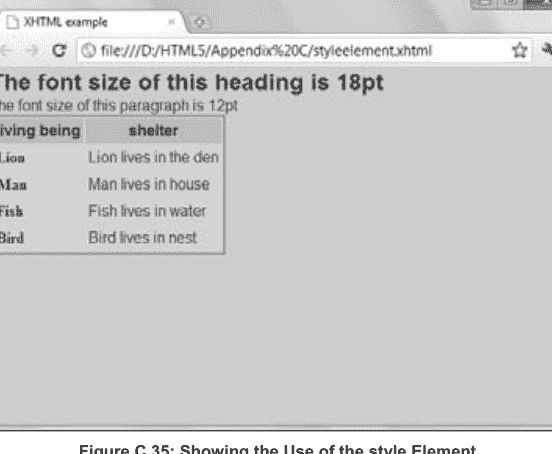 XHTML example
file:///D:/HTML5/Appendix%20C/styleelement.xhtml
The font size of this heading is 18pt
he font size of this paragraph is 12pt
iving being shelter
Lion Lion lives in the den
Man Man lives in house
Fish Fish lives in water
Bird Bird lives in nest
Figure C.35: Showing the Use of the style Element